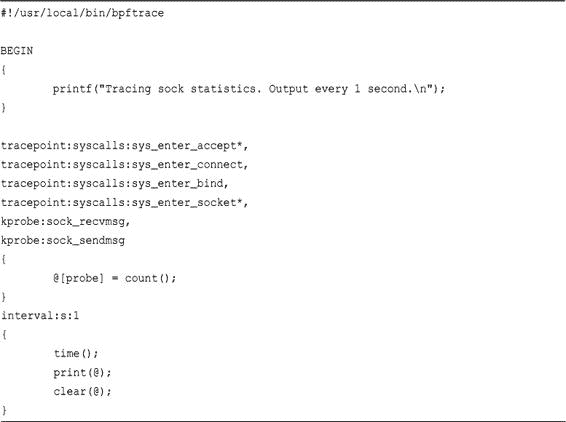 #!/usr/local/bin/bpftrace
BEGIN
{
printf("Tracing sock statistics. Output every 1 second.\n");
}
tracepoint:syscalls:sys_enter_accept*,
tracepoint:syscalls:sys_enter_connect,
tracepoint:syscalls:sys_enter_bind,
tracepoint:syscalls:sys_enter_socket*,
kprobe:sock_recvmsg,
kprobe:sock_sendmsg
{
@[probe] = count();
}
interval:s:1
{
time();
print(@);
clear(@);
}